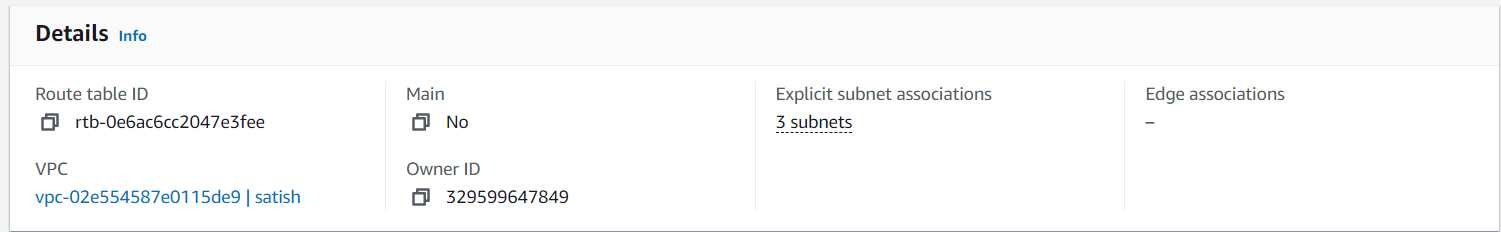 Details Info
Route table ID
rtb-0e6ac6cc2047e3fee
Main
No
Explicit subnet associations
3 subnets
Edge associations
–
VPC
vpc-02e554587e0115de9 | satish
Owner ID
329599647849